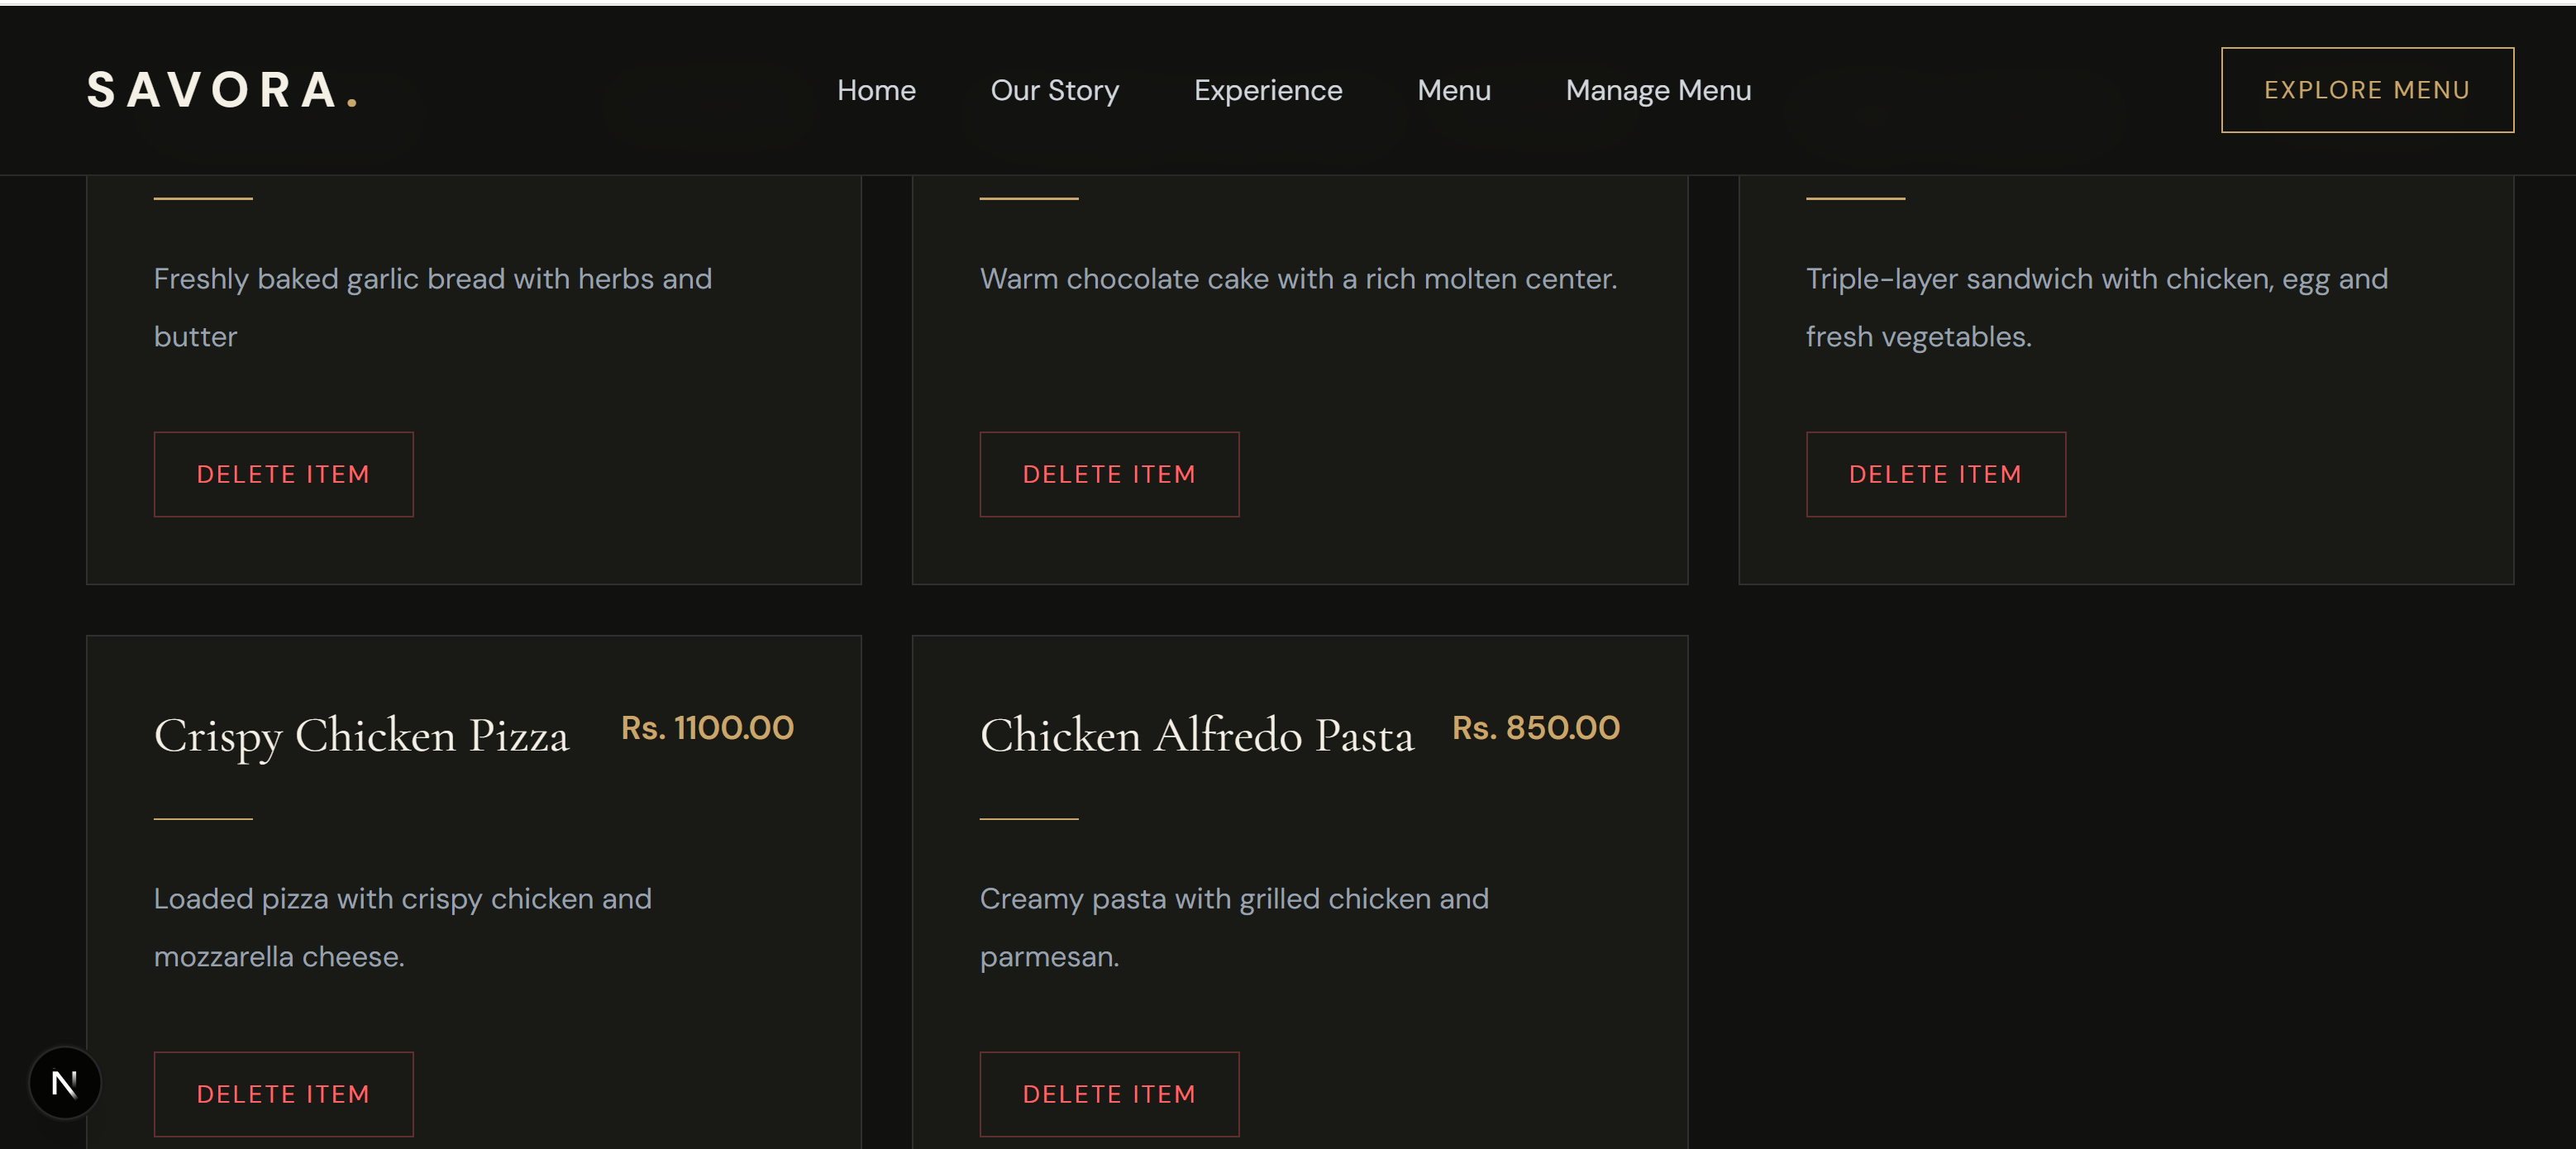 SAVORA.
Home
Our Story
Experience
Menu
Manage Menu
EXPLORE MENU
Freshly baked garlic bread with herbs and
butter
DELETE ITEM
Warm chocolate cake with a rich molten center.
DELETE ITEM
Triple-layer sandwich with chicken, egg and
fresh vegetables.
DELETE ITEM
Crispy Chicken Pizza
Rs. 1100.00
Loaded pizza with crispy chicken and
mozzarella cheese.
DELETE ITEM
Chicken Alfredo Pasta
Rs. 850.00
Creamy pasta with grilled chicken and
parmesan.
DELETE ITEM
N